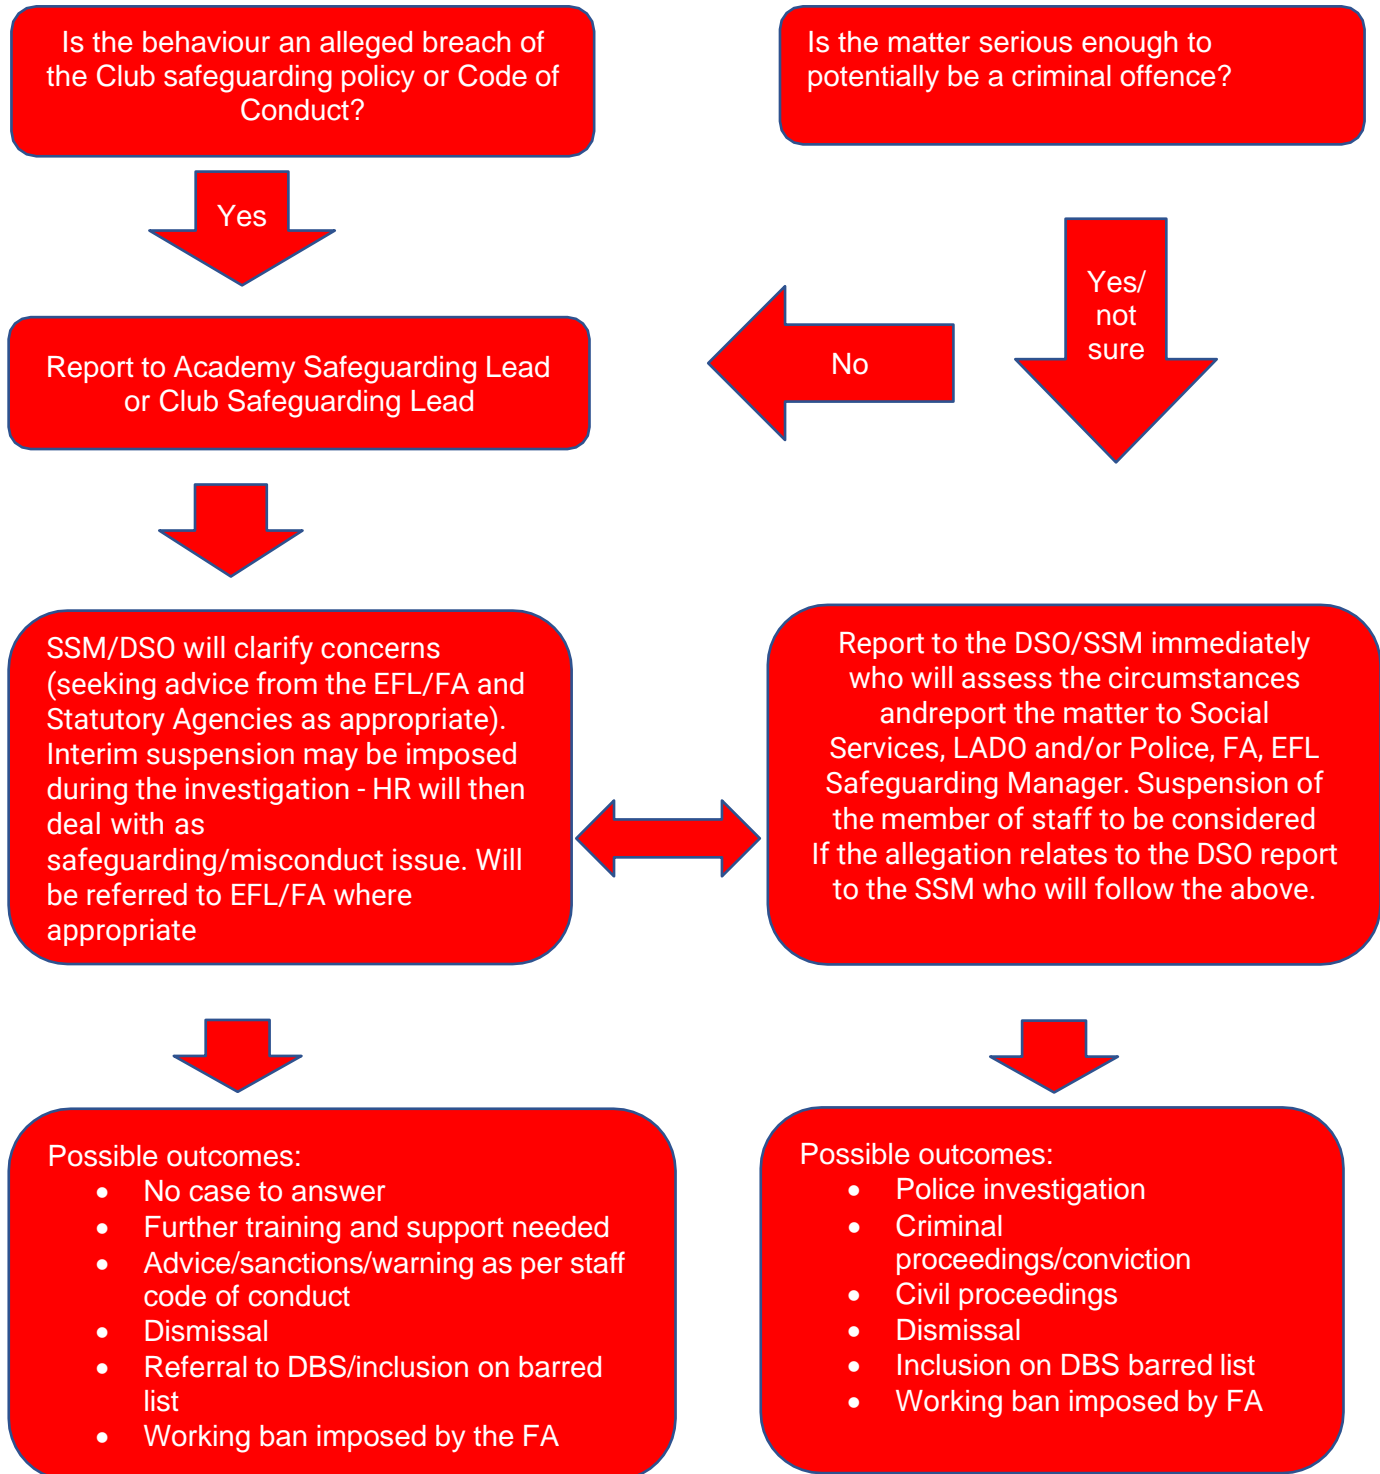 Is the behaviour an alleged breach of
the Club safeguarding policy or Code of
Conduct?
Is the matter serious enough to
potentially be a criminal offence?
Yes
Yes/
not
sure
No
Report to Academy Safeguarding Lead
or Club Safeguarding Lead
SSM/DSO will clarify concerns
(seeking advice from the EFL/FA and
Statutory Agencies as appropriate).
Interim suspension may be imposed
during the investigation - HR will then
deal with as
safeguarding/misconduct issue. Will
be referred to EFL/FA where
appropriate
Report to the DSO/SSM immediately
who will assess the circumstances
andreport the matter to Social
Services, LADO and/or Police, FA, EFL
Safeguarding Manager. Suspension of
the member of staff to be considered
If the allegation relates to the DSO report
to the SSM who will follow the above.
Possible outcomes:
• No case to answer
• Further training and support needed
• Advice/sanctions/warning as per staff
code of conduct
• Dismissal
• Referral to DBS/inclusion on barred
list
• Working ban imposed by the FA
Possible outcomes:
• Police investigation
• Criminal
proceedings/conviction
• Civil proceedings
• Dismissal
• Inclusion on DBS barred list
• Working ban imposed by FA